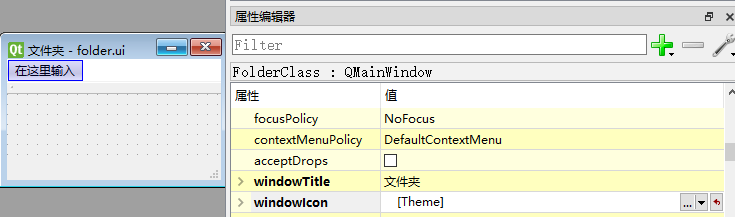 Qt 文件夹 - folder.ui
在这里输入
属性编辑器
Filter
FolderClass : QMainWindow
属性 值
focusPolicy NoFocus
contextMenuPolicy DefaultContextMenu
acceptDrops
windowTitle 文件夹
windowIcon [Theme] ...